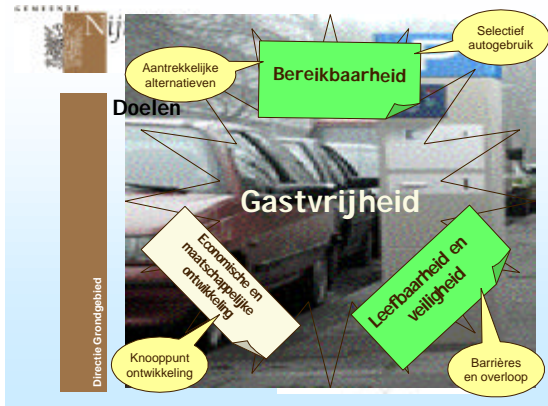 GEMEENTE
Nij
Selectief
autogebruik
Aantrekkelijke
alternatieven
Bereikbaarheid
Doelen
Gastvrijheid
Economische en
maatschappelijke
ontwikkeling
Leefbaarheid en
veiligheid
Knooppunt
ontwikkeling
Barrières
en overloop
Directie Grondgebied